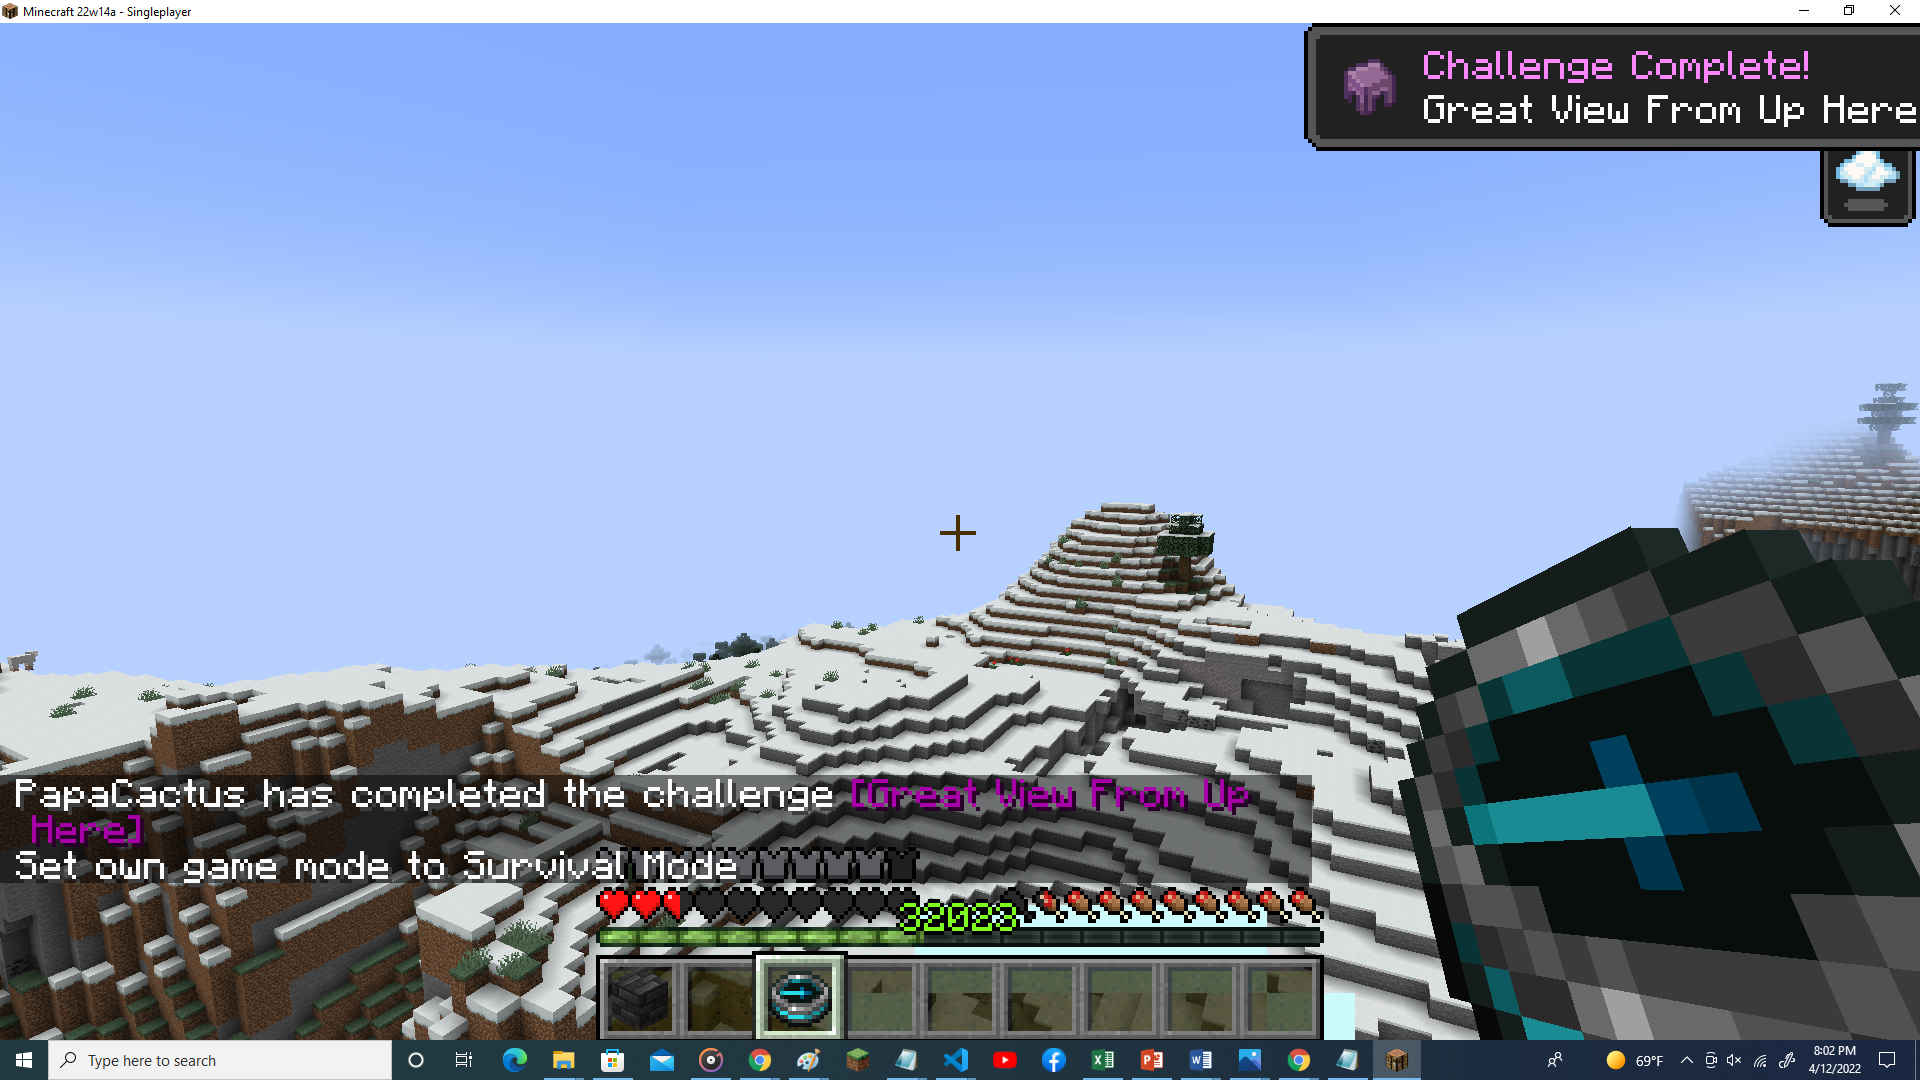 Minecraft 22w14a - Singleplayer
Challenge Complete!
Great View From Up Here
PapaCactus has completed the challenge [Great View From Up
Here]
Set own game mode to Survival Mode
32023
Type here to search
69°F
8:02 PM
4/12/2022